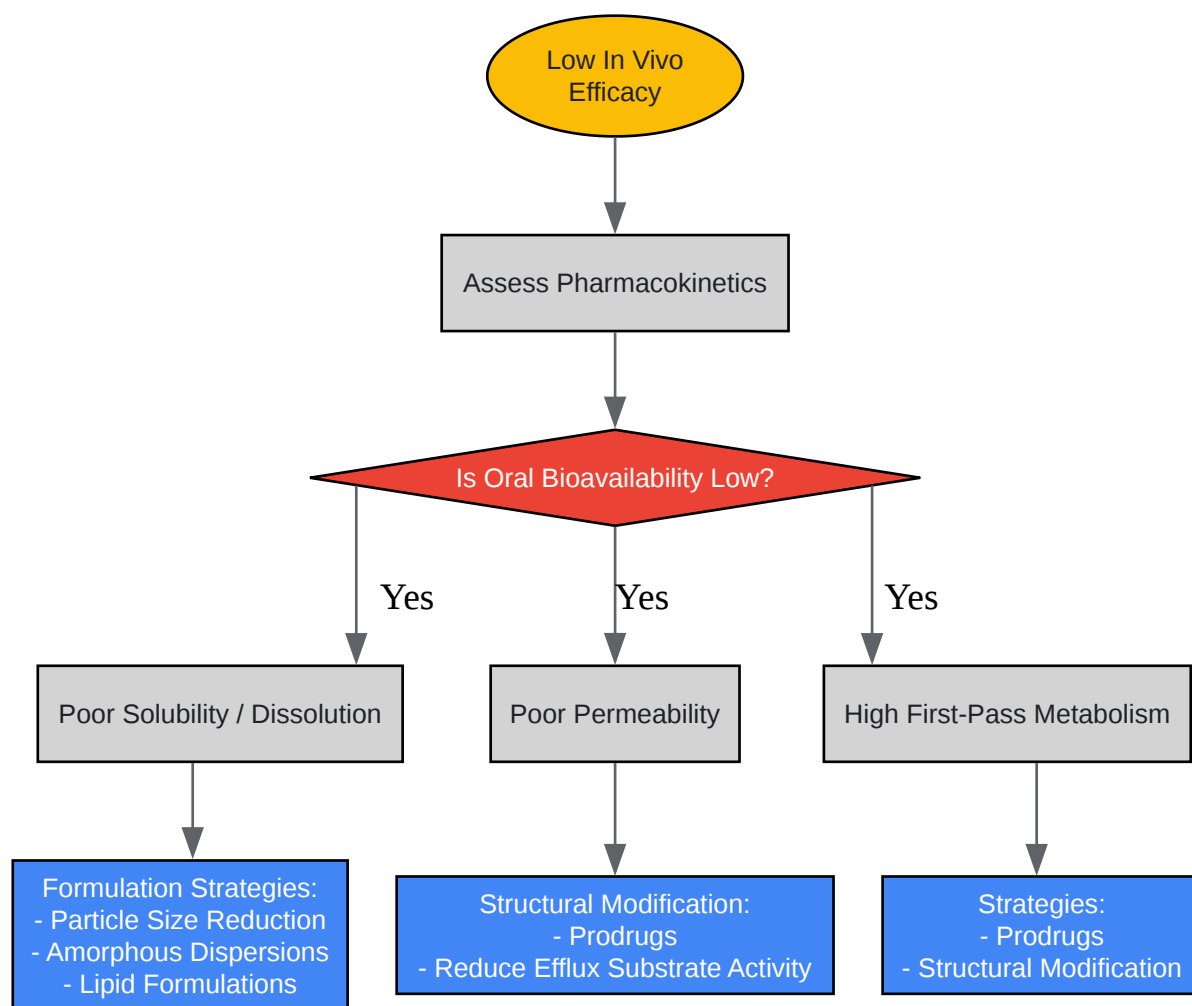 Low In Vivo
Efficacy
Assess Pharmacokinetics
Is Oral Bioavailability Low?
Yes
Yes
Yes
Poor Solubility / Dissolution
Poor Permeability
High First-Pass Metabolism
Formulation Strategies:
- Particle Size Reduction
- Amorphous Dispersions
- Lipid Formulations
Structural Modification:
- Prodrugs
- Reduce Efflux Substrate Activity
Strategies:
- Prodrugs
- Structural Modification